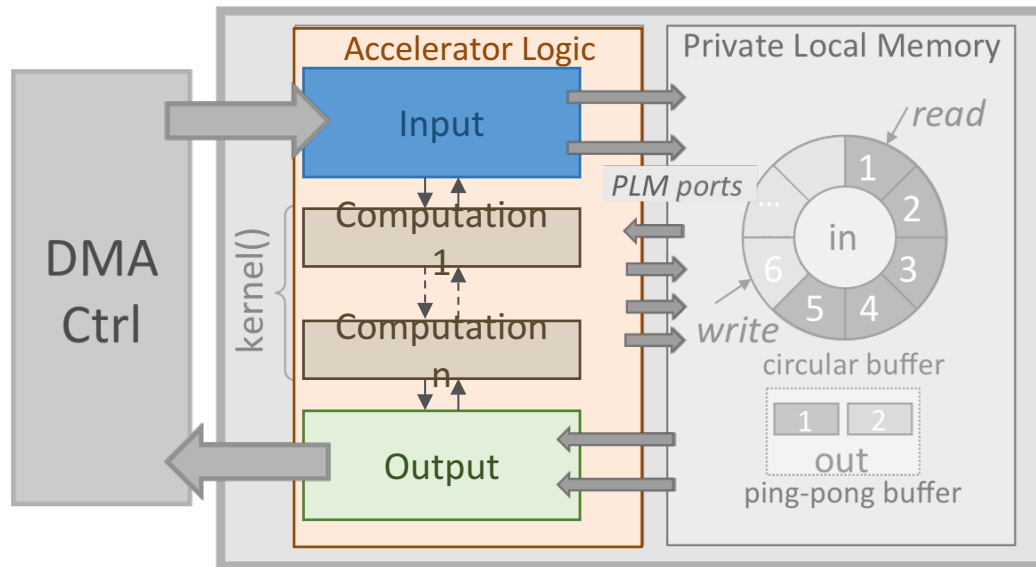 Accelerator Logic
Private Local Memory
DMA
Ctrl
Input
read
PLM ports
kernel()
Computation
1
Computation
n
Output
1
2
3
4
5
6
...
in
write
circular buffer
1
2
out
ping-pong buffer